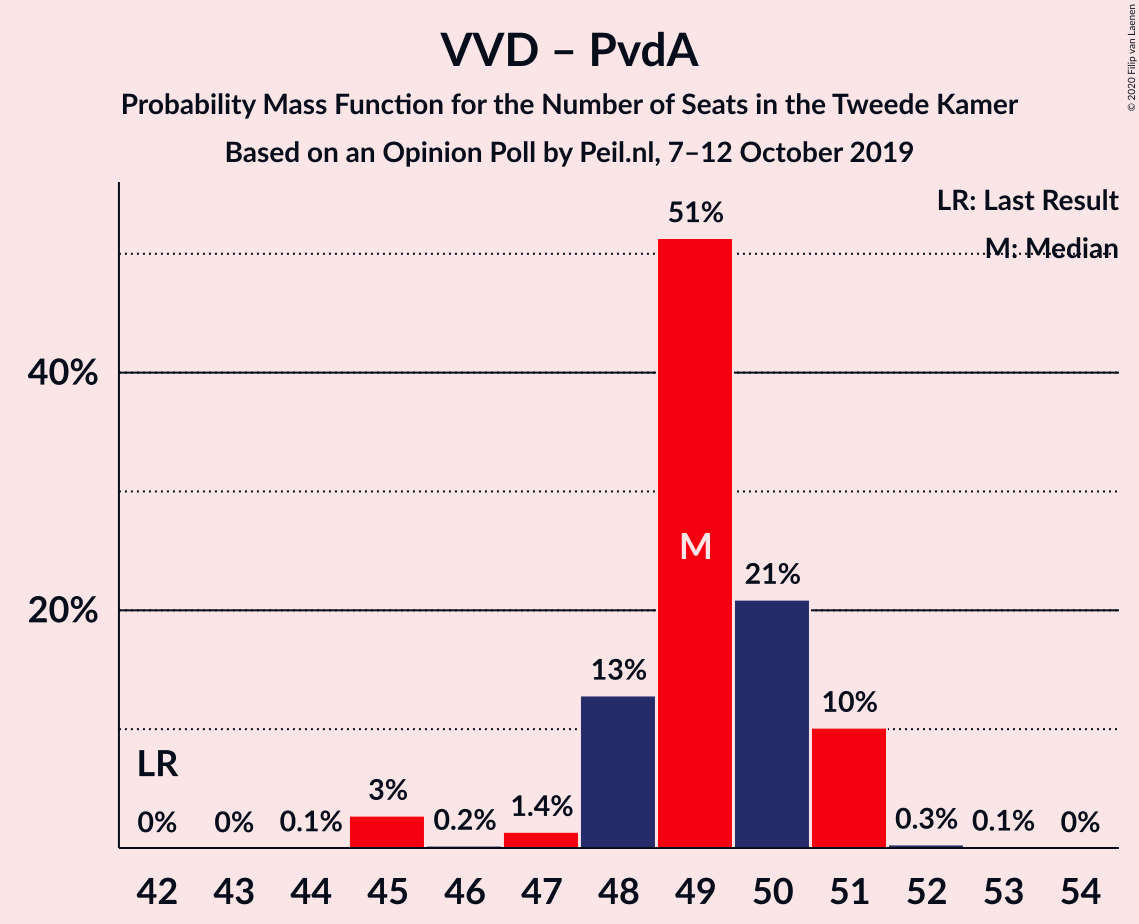 VVD – PvdA
Probability Mass Function for the Number of Seats in the Tweede Kamer
Based on an Opinion Poll by Peil.nl, 7–12 October 2019
© 2020 Filip van Laenen
LR: Last Result
M: Median
51%
40%
M
21%
20%
13%
10%
LR
3%
1.4%
0% 0% 0.1% 0.2% 0.3% 0.1% 0%
42 43 44 45 46 47 48 49 50 51 52 53 54